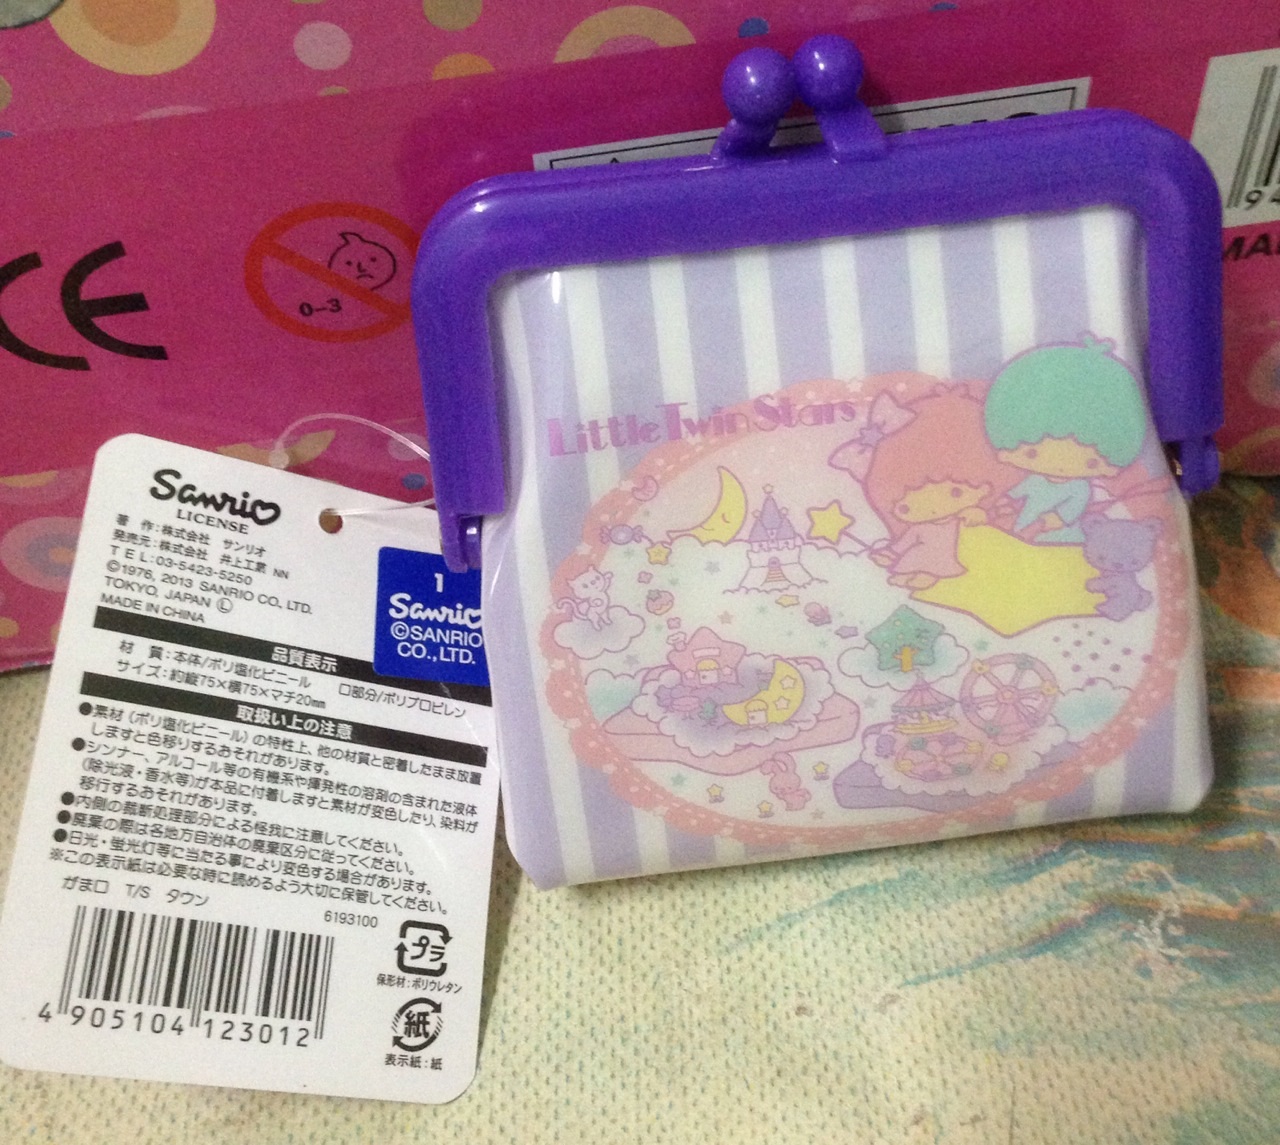 CE
0-3
94
MA
Little Twin Stars
Sanrio
LICENSE
著 作:株式会社 サンリオ
発売元:株式会社 井上工業 NN
TEL:03-5423-5250
©1976, 2013 SANRIO CO., LTD.
TOKYO, JAPAN Ⓛ
MADE IN CHINA
1
Sanrio
©SANRIO
CO., LTD.
品質表示
材 質:本体/ポリ塩化ビニール 口部分/ポリプロピレン
サイズ:約縦75×横75×マチ20mm
取扱い上の注意
●素材(ポリ塩化ビニール)の特性上、他の材質と密着したまま放置
しますと色移りするおそれがあります。
●シンナー、アルコール等の有機系や揮発性の溶剤の含まれた液体
(除光液・香水等)が本品に付着しますと素材が変色したり、染料が
移行するおそれがあります。
●内側の裁断処理部分による怪我に注意してください。
●廃棄の際は各地方自治体の廃棄区分に従ってください。
●日光・蛍光灯等に当たる事により変色する場合があります。
※この表示紙は必要な時に読めるよう大切に保管してください。
がま口 T/S タウン
6193100
4 905104 123012
プラ
保形材:ポリウレタン
紙
表示紙:紙